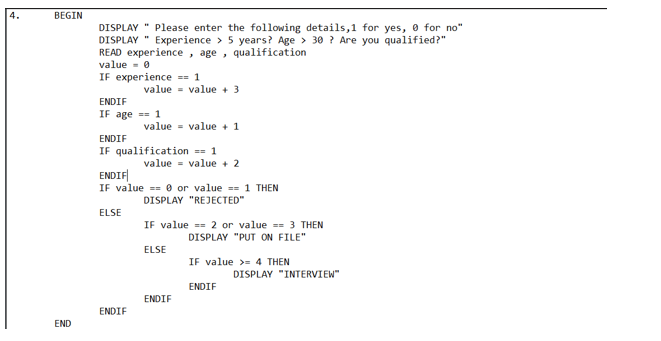 4. BEGIN
DISPLAY " Please enter the following details,1 for yes, 0 for no"
DISPLAY " Experience > 5 years? Age > 30 ? Are you qualified?"
READ experience , age , qualification
value = 0
IF experience == 1
value = value + 3
ENDIF
IF age == 1
value = value + 1
ENDIF
IF qualification == 1
value = value + 2
ENDIF
IF value == 0 or value == 1 THEN
DISPLAY "REJECTED"
ELSE
IF value == 2 or value == 3 THEN
DISPLAY "PUT ON FILE"
ELSE
IF value >= 4 THEN
DISPLAY "INTERVIEW"
ENDIF
ENDIF
ENDIF
END